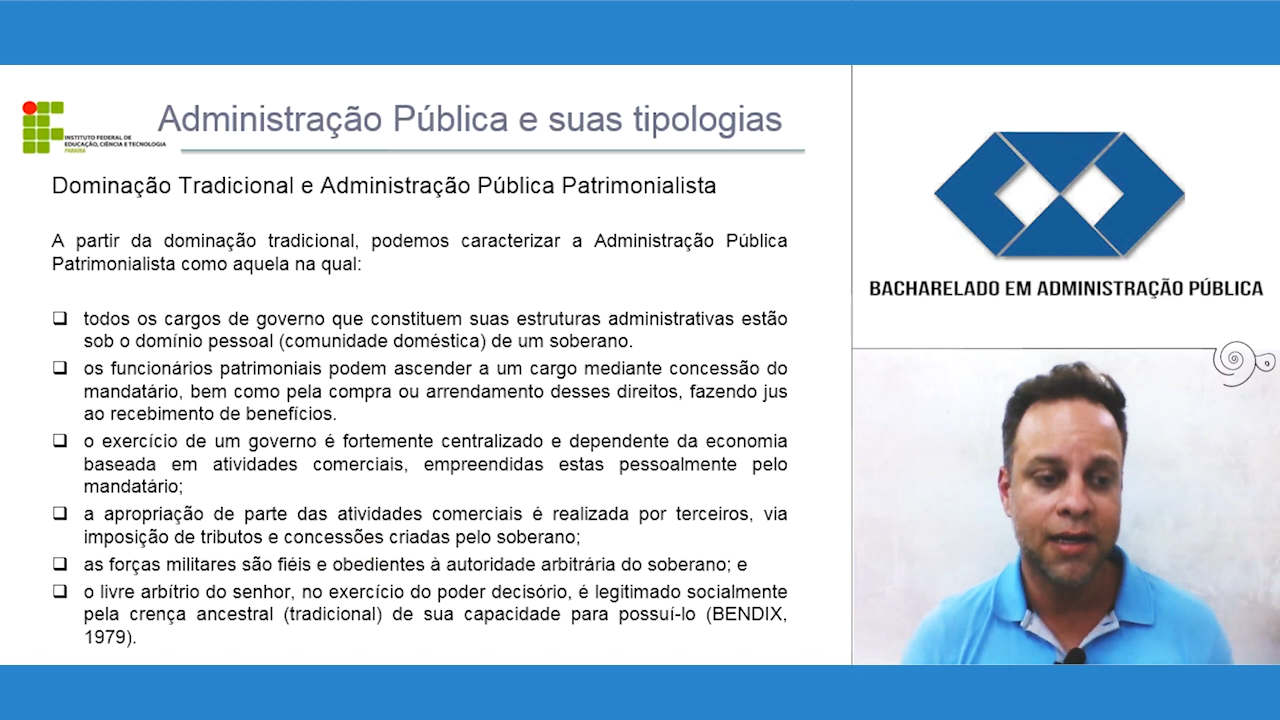 Administração Pública e suas tipologias
INSTITUTO FEDERAL DE
EDUCAÇÃO, CIÊNCIA E TECNOLOGIA
PARAÍBA
Dominação Tradicional e Administração Pública Patrimonialista
A partir da dominação tradicional, podemos caracterizar a Administração Pública
Patrimonialista como aquela na qual:
todos os cargos de governo que constituem suas estruturas administrativas estão
sob o domínio pessoal (comunidade doméstica) de um soberano.
os funcionários patrimoniais podem ascender a um cargo mediante concessão do
mandatário, bem como pela compra ou arrendamento desses direitos, fazendo jus
ao recebimento de benefícios.
o exercício de um governo é fortemente centralizado e dependente da economia
baseada em atividades comerciais, empreendidas estas pessoalmente pelo
mandatário;
a apropriação de parte das atividades comerciais é realizada por terceiros, via
imposição de tributos e concessões criadas pelo soberano;
as forças militares são fiéis e obedientes à autoridade arbitrária do soberano; e
o livre arbítrio do senhor, no exercício do poder decisório, é legitimado socialmente
pela crença ancestral (tradicional) de sua capacidade para possuí-lo (BENDIX,
1979).
BACHARELADO EM ADMINISTRAÇÃO PÚBLICA